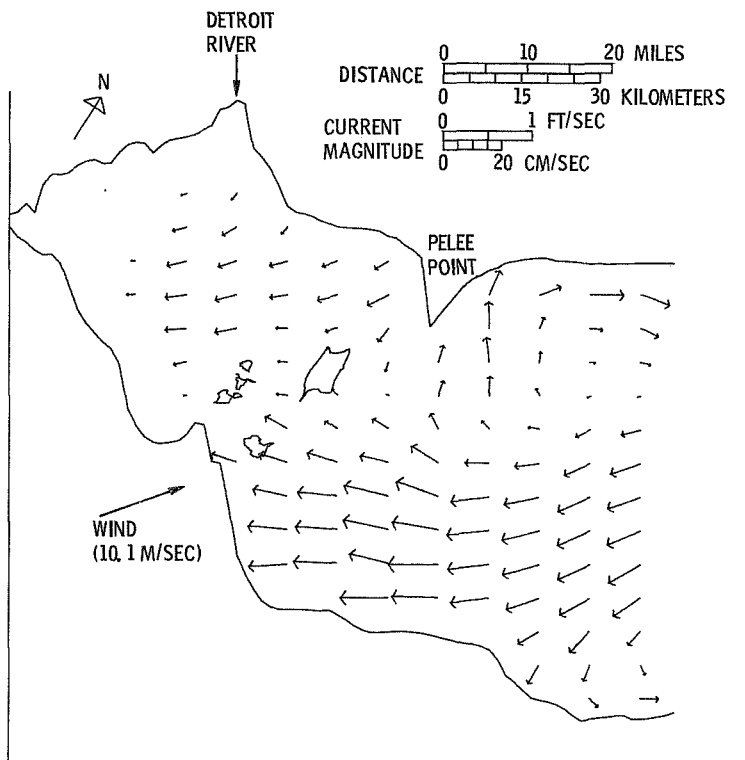 DETROIT
RIVER
N
0 10 20 MILES
DISTANCE
0 15 30 KILOMETERS
0 1 FT/SEC
CURRENT
MAGNITUDE
0 20 CM/SEC
PELEE
POINT
WIND
(10.1 M/SEC)